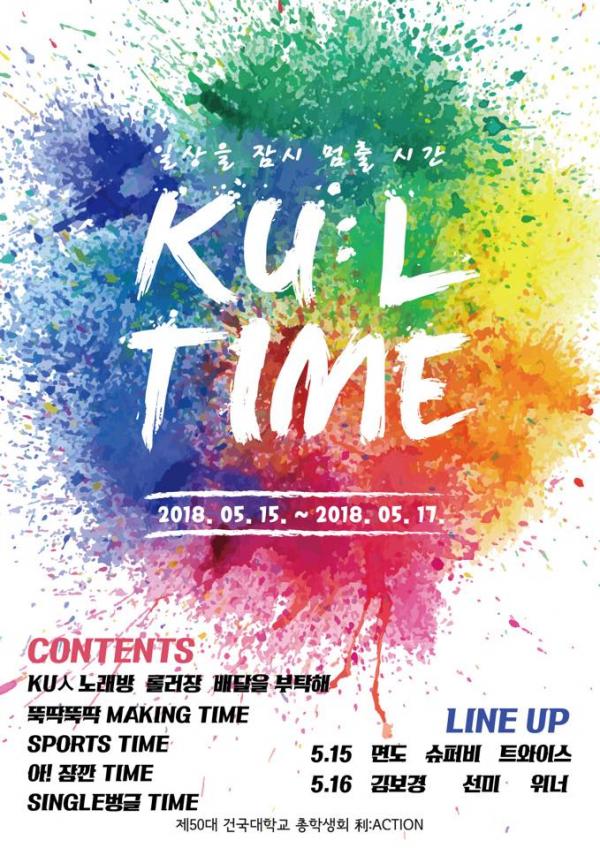 일상을 잠시 멈출 시간
KU:L
TIME
2018. 05. 15. ~ 2018. 05. 17.
CONTENTS
KU人노래방 롤러장 배달을 부탁해
뚝딱뚝딱 MAKING TIME
SPORTS TIME
아! 잠깐 TIME
SINGLE벙글 TIME
LINE UP
5.15 면도 슈퍼비 트와이스
5.16 김보경 선미 위너
제50대 건국대학교 총학생회 利:ACTION